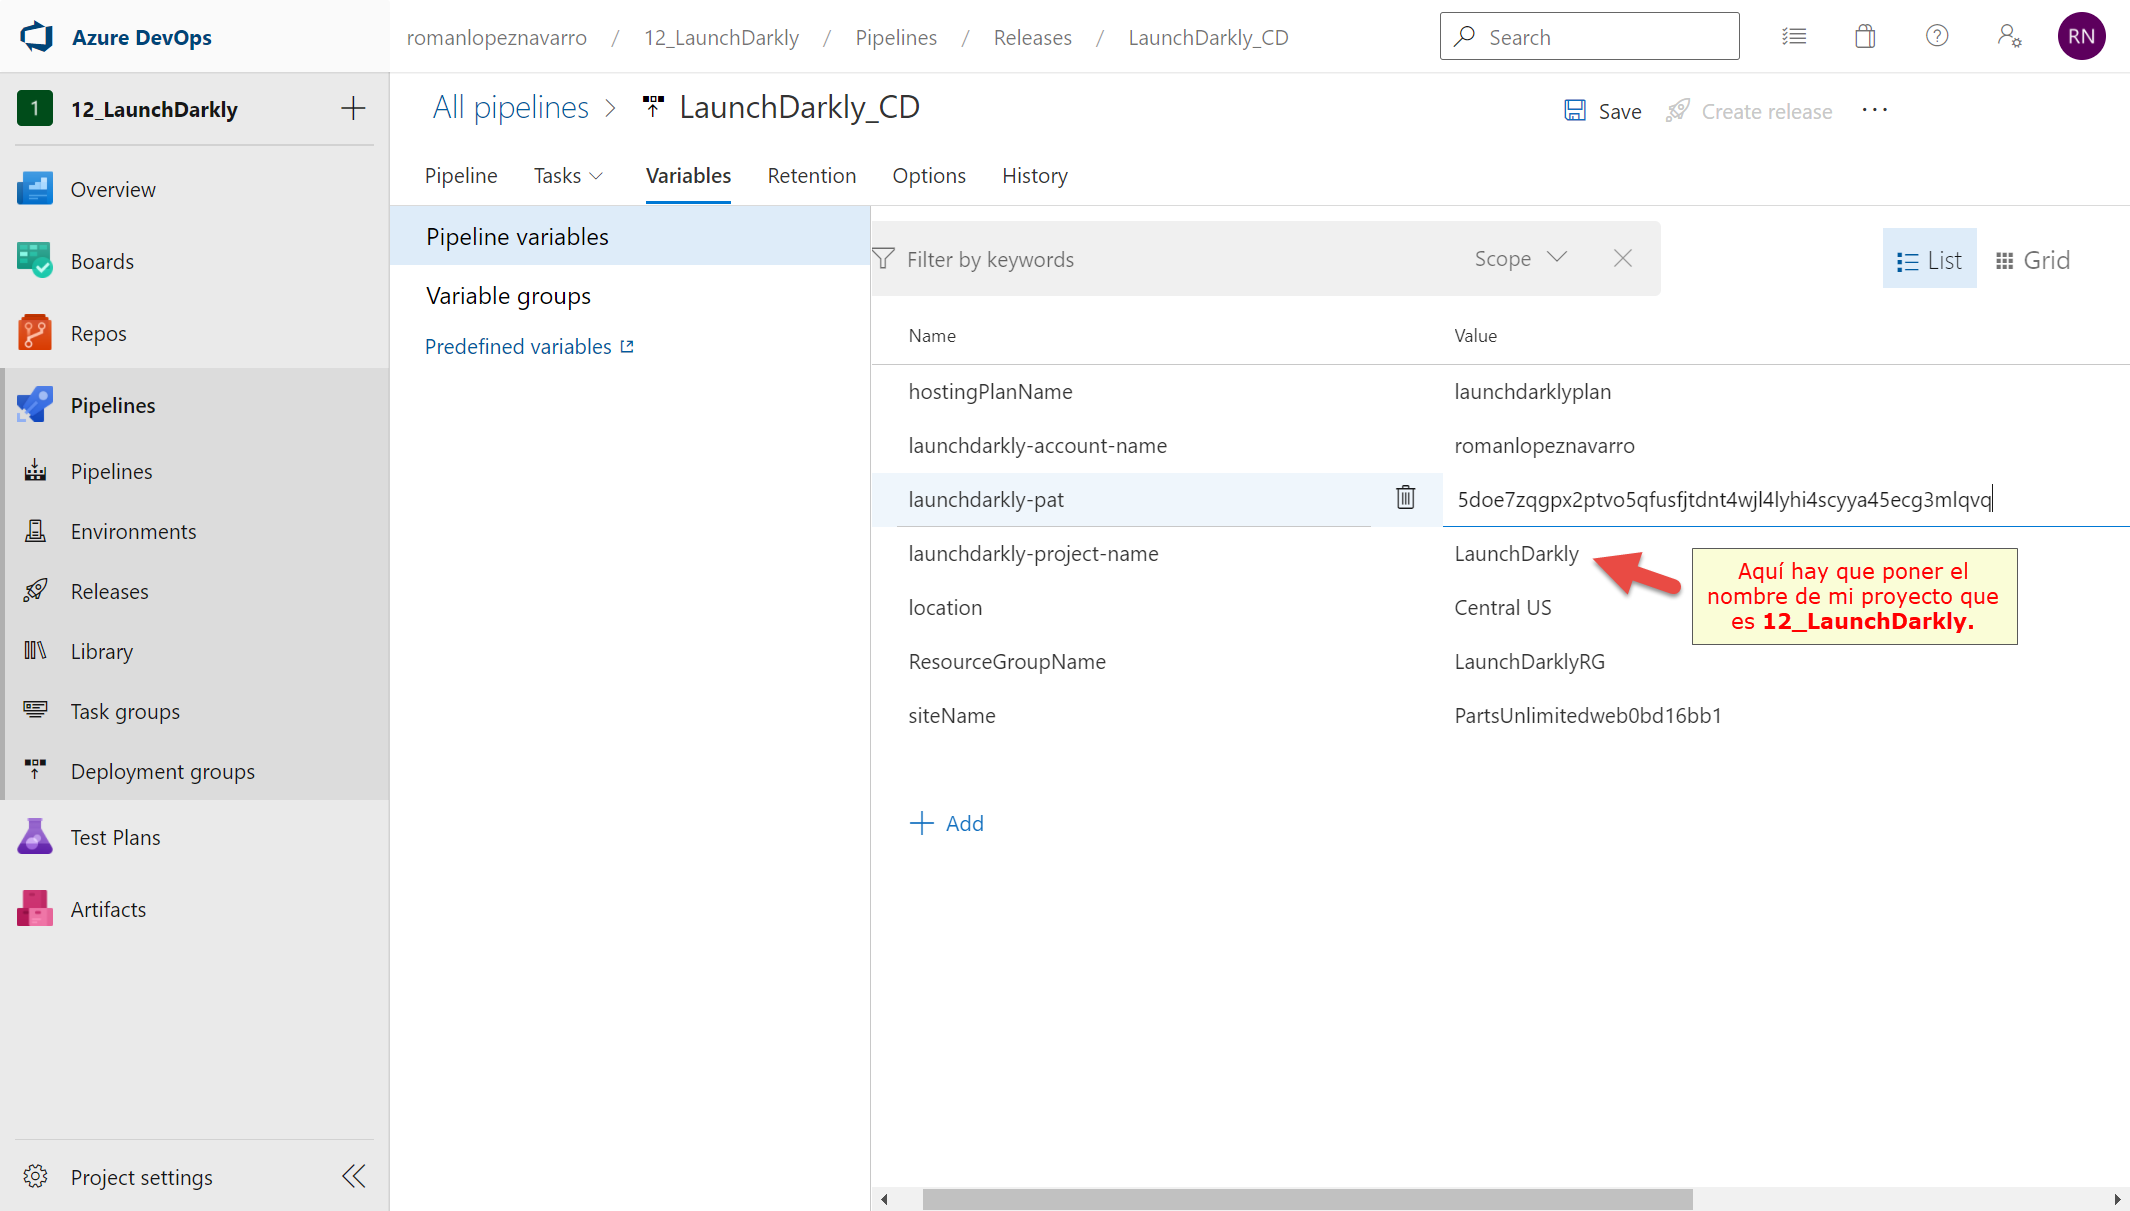 Azure DevOps
romanlopeznavarro / 12_LaunchDarkly / Pipelines / Releases / LaunchDarkly_CD
Search
RN
1
12_LaunchDarkly
Overview
Boards
Repos
Pipelines
Pipelines
Environments
Releases
Library
Task groups
Deployment groups
Test Plans
Artifacts
Project settings
All pipelines > LaunchDarkly_CD
Save
Create release
...
Pipeline Tasks Variables Retention Options History
Pipeline variables
Variable groups
Predefined variables
Filter by keywords
Scope
List
Grid
Name Value
hostingPlanName launchdarklyplan
launchdarkly-account-name romanlopeznavarro
launchdarkly-pat 5doe7zqgpx2ptvo5qfusfjtdnt4wjl4lyhi4scyya45ecg3mlqvq
launchdarkly-project-name LaunchDarkly
location Central US
ResourceGroupName LaunchDarklyRG
siteName PartsUnlimitedweb0bd16bb1
Add
Aquí hay que poner el
nombre de mi proyecto que
es 12_LaunchDarkly.